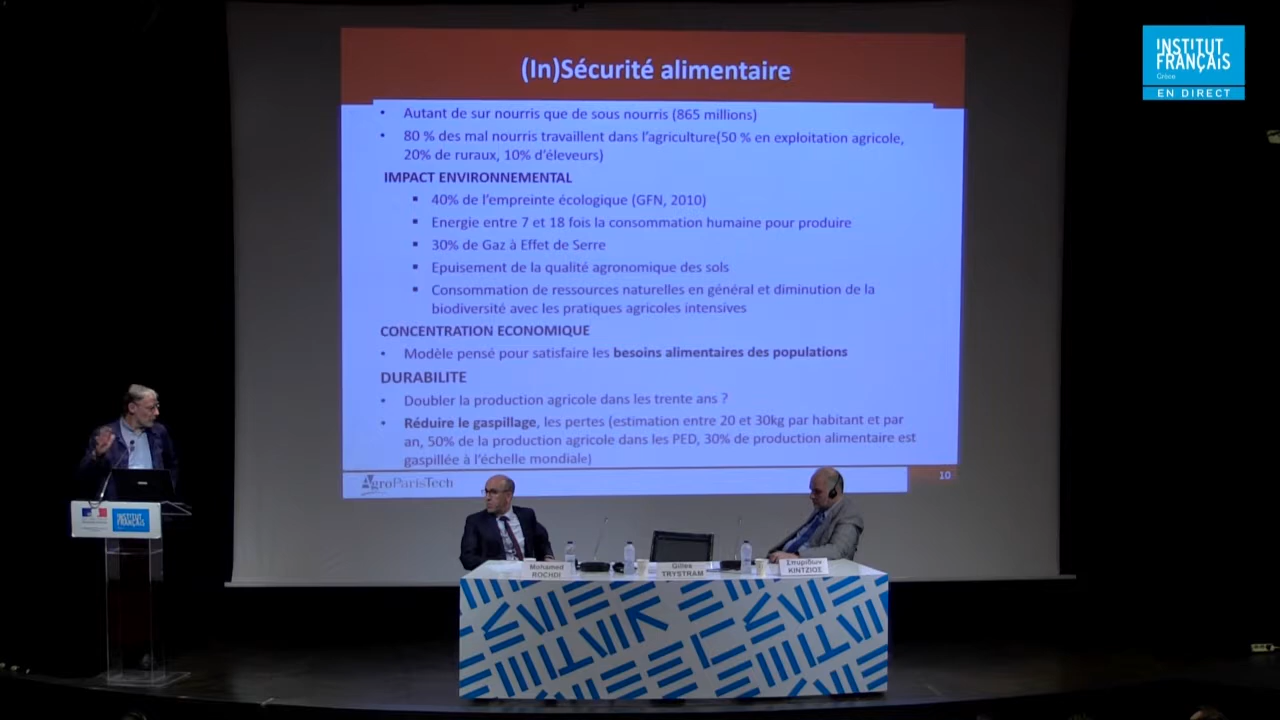 INSTITUT
FRANÇAIS
Grèce
EN DIRECT
(In)Sécurité alimentaire
• Autant de sur nourris que de sous nourris (865 millions)
• 80 % des mal nourris travaillent dans l'agriculture(50 % en exploitation agricole,
20% de ruraux, 10% d'éleveurs)
IMPACT ENVIRONNEMENTAL
▪ 40% de l'empreinte écologique (GFN, 2010)
▪ Energie entre 7 et 18 fois la consommation humaine pour produire
▪ 30% de Gaz à Effet de Serre
▪ Epuisement de la qualité agronomique des sols
▪ Consommation de ressources naturelles en général et diminution de la
biodiversité avec les pratiques agricoles intensives
CONCENTRATION ECONOMIQUE
• Modèle pensé pour satisfaire les besoins alimentaires des populations
DURABILITE
• Doubler la production agricole dans les trente ans ?
• Réduire le gaspillage, les pertes (estimation entre 20 et 30kg par habitant et par
an, 50% de la production agricole dans les PED, 30% de production alimentaire est
gaspillée à l'échelle mondiale)
AgroParisTech
10
INSTITUT
FRANÇAIS
Mohamed
ROCHDI
Gilles
TRYSTRAM
Σπυρίδων
ΚΙΝΤΖΙΟΣ